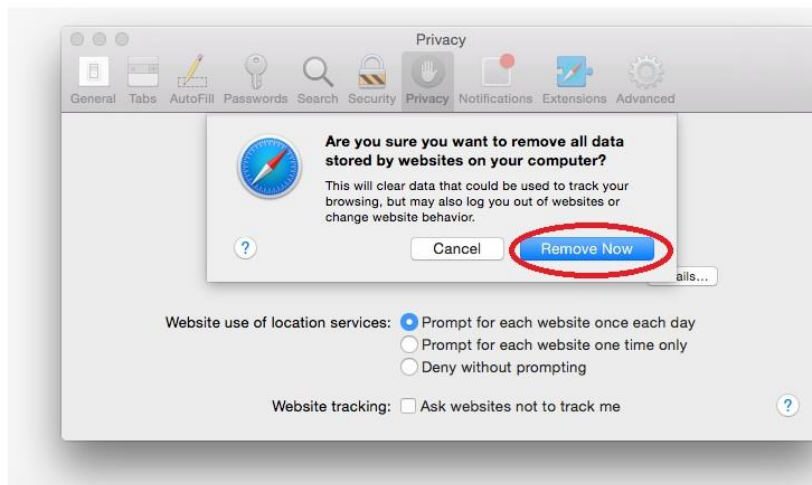 Privacy
General Tabs AutoFill Passwords Search Security Privacy Notifications Extensions Advanced
Are you sure you want to remove all data
stored by websites on your computer?
This will clear data that could be used to track your
browsing, but may also log you out of websites or
change website behavior.
? Cancel Remove Now
Website use of location services: Prompt for each website once each day
Prompt for each website one time only
Deny without prompting
Website tracking: Ask websites not to track me ?